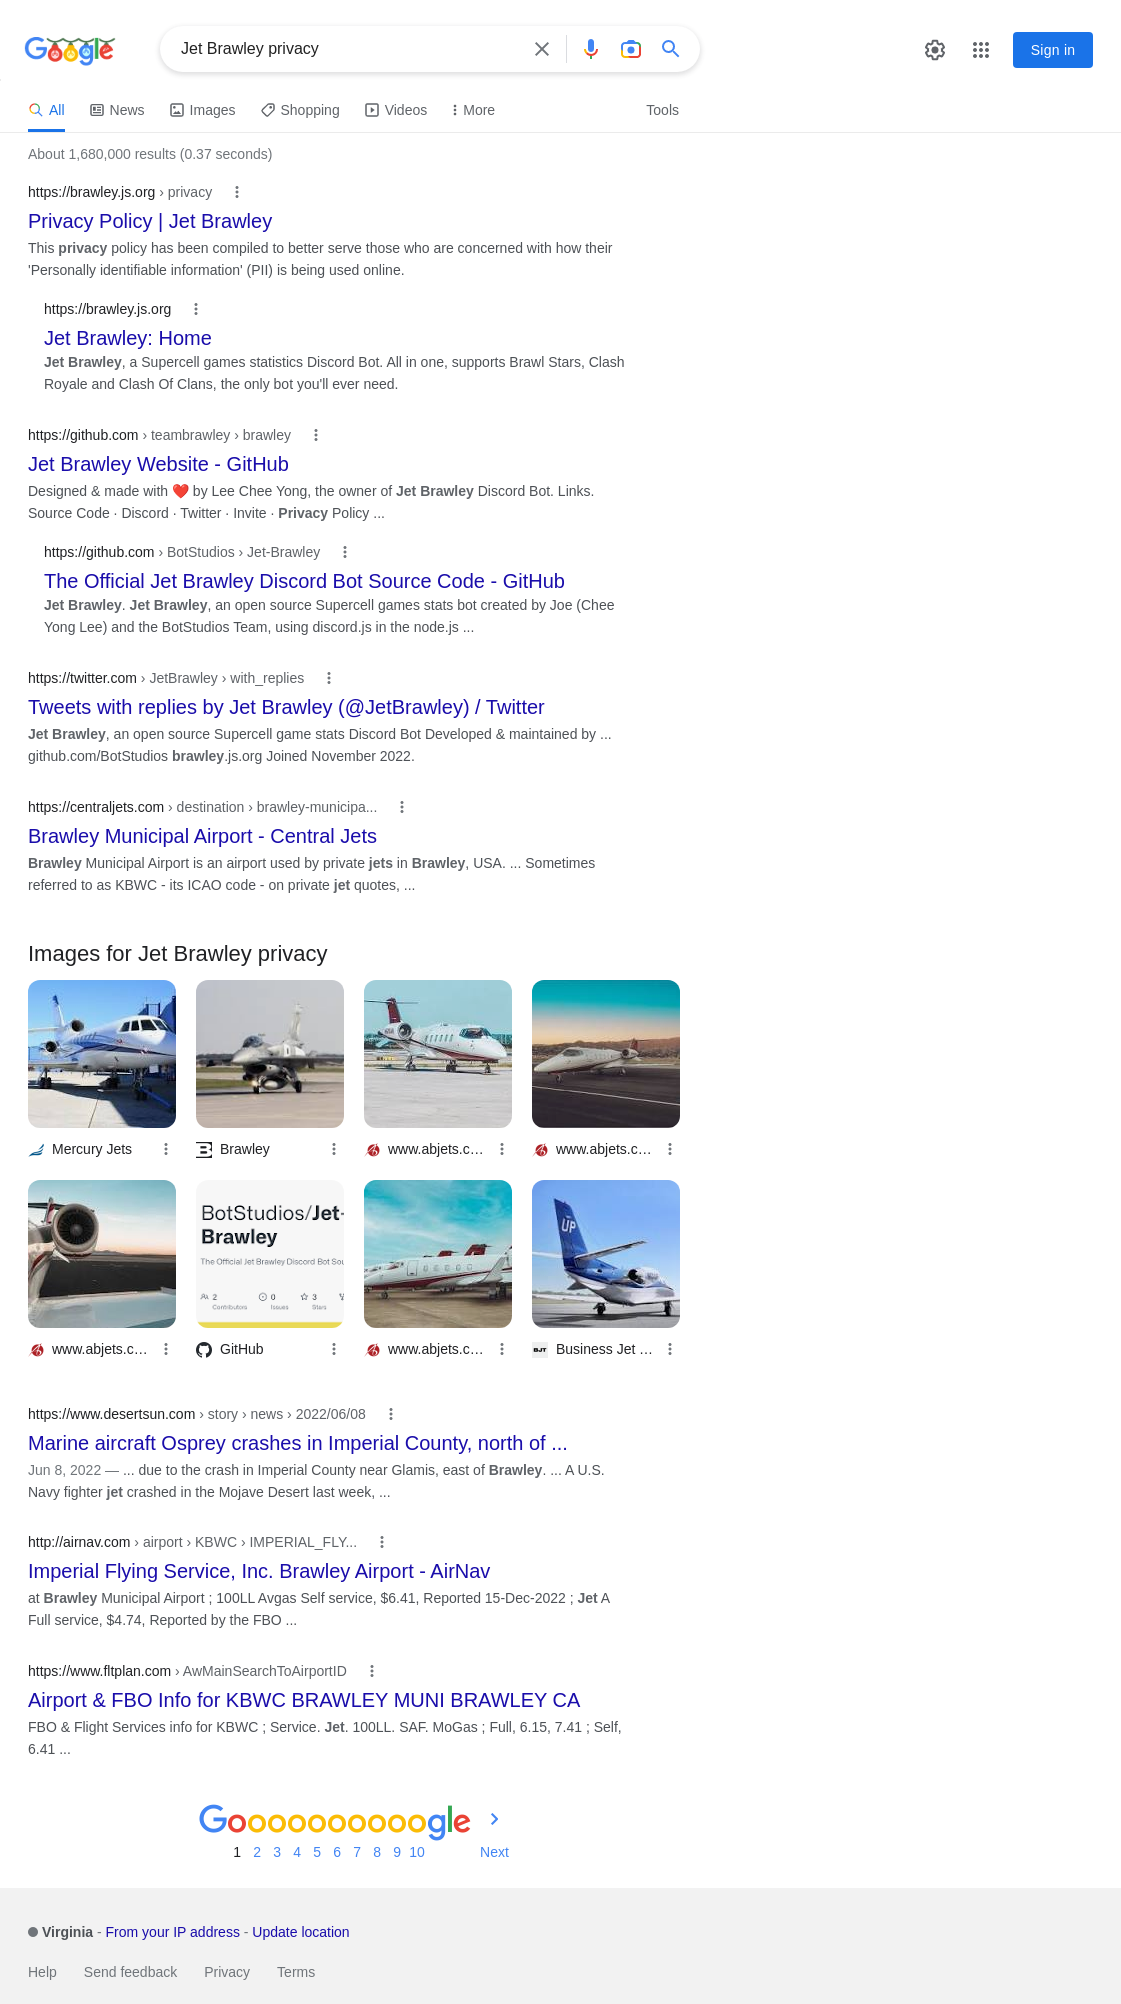 Google
Jet Brawley privacy
Sign in
All News Images Shopping Videos More Tools
About 1,680,000 results (0.37 seconds)
https://brawley.js.org › privacy
Privacy Policy | Jet Brawley
This privacy policy has been compiled to better serve those who are concerned with how their
'Personally identifiable information' (PII) is being used online.
https://brawley.js.org
Jet Brawley: Home
Jet Brawley, a Supercell games statistics Discord Bot. All in one, supports Brawl Stars, Clash
Royale and Clash Of Clans, the only bot you'll ever need.
https://github.com › teambrawley › brawley
Jet Brawley Website - GitHub
Designed & made with ❤️ by Lee Chee Yong, the owner of Jet Brawley Discord Bot. Links.
Source Code · Discord · Twitter · Invite · Privacy Policy ...
https://github.com › BotStudios › Jet-Brawley
The Official Jet Brawley Discord Bot Source Code - GitHub
Jet Brawley. Jet Brawley, an open source Supercell games stats bot created by Joe (Chee
Yong Lee) and the BotStudios Team, using discord.js in the node.js ...
https://twitter.com › JetBrawley › with_replies
Tweets with replies by Jet Brawley (@JetBrawley) / Twitter
Jet Brawley, an open source Supercell game stats Discord Bot Developed & maintained by ...
github.com/BotStudios brawley.js.org Joined November 2022.
https://centraljets.com › destination › brawley-municipa...
Brawley Municipal Airport - Central Jets
Brawley Municipal Airport is an airport used by private jets in Brawley, USA. ... Sometimes
referred to as KBWC - its ICAO code - on private jet quotes, ...
Images for Jet Brawley privacy
Mercury Jets Brawley www.abjets.c... www.abjets.c...
BotStudios/Jet-
Brawley
The Official Jet Brawley Discord Bot Sou
2 0 3
Contributors Issues Stars
UP
www.abjets.c... GitHub www.abjets.c... BJT Business Jet ...
https://www.desertsun.com › story › news › 2022/06/08
Marine aircraft Osprey crashes in Imperial County, north of ...
Jun 8, 2022 — ... due to the crash in Imperial County near Glamis, east of Brawley. ... A U.S.
Navy fighter jet crashed in the Mojave Desert last week, ...
http://airnav.com › airport › KBWC › IMPERIAL_FLY...
Imperial Flying Service, Inc. Brawley Airport - AirNav
at Brawley Municipal Airport ; 100LL Avgas Self service, $6.41, Reported 15-Dec-2022 ; Jet A
Full service, $4.74, Reported by the FBO ...
https://www.fltplan.com › AwMainSearchToAirportID
Airport & FBO Info for KBWC BRAWLEY MUNI BRAWLEY CA
FBO & Flight Services info for KBWC ; Service. Jet. 100LL. SAF. MoGas ; Full, 6.15, 7.41 ; Self,
6.41 ...
Goooooooooogle
1 2 3 4 5 6 7 8 9 10 Next
Virginia - From your IP address - Update location
Help Send feedback Privacy Terms